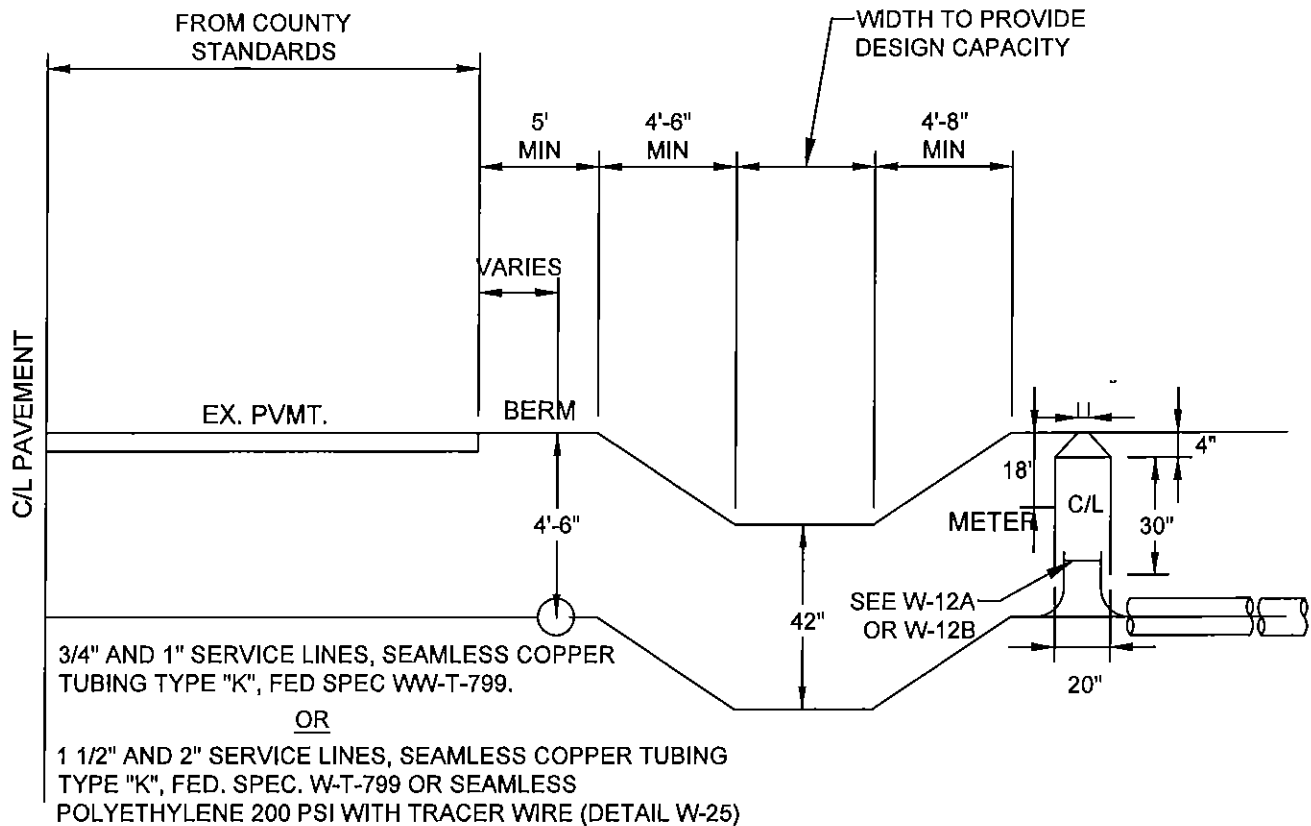 FROM COUNTY
STANDARDS
WIDTH TO PROVIDE
DESIGN CAPACITY
5'
MIN
4'-6"
MIN
4'-8"
MIN
VARIES
C/L PAVEMENT
EX. PVMT.
BERM
4'-6"
42"
18'
4"
METER
C/L
30"
SEE W-12A
OR W-12B
20"
3/4" AND 1" SERVICE LINES, SEAMLESS COPPER
TUBING TYPE "K", FED SPEC WW-T-799.
OR
1 1/2" AND 2" SERVICE LINES, SEAMLESS COPPER TUBING
TYPE "K", FED. SPEC. W-T-799 OR SEAMLESS
POLYETHYLENE 200 PSI WITH TRACER WIRE (DETAIL W-25)